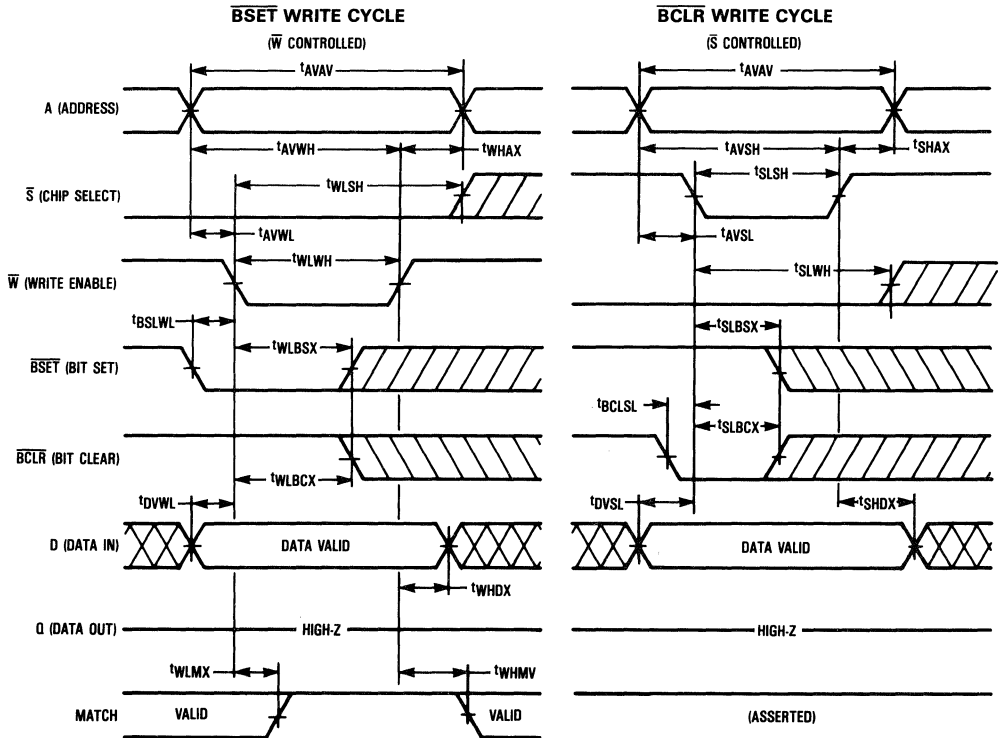 BSET WRITE CYCLE
(W CONTROLLED)
BCLR WRITE CYCLE
(S CONTROLLED)
tAVAV
tAVAV
A (ADDRESS)
tAVWH
tWHAX
tAVSH
tSHAX
tWLSH
tSLSH
S (CHIP SELECT)
tAVWL
tAVSL
tWLWH
tSLWH
W (WRITE ENABLE)
tBSLWL
tWLBSX
tSLBSX
BSET (BIT SET)
tBCLSL
tSLBCX
BCLR (BIT CLEAR)
tWLBCX
tDVWL
tDVSL
tSHDX
D (DATA IN)
DATA VALID
DATA VALID
tWHDX
Q (DATA OUT)
HIGH-Z
HIGH-Z
tWLMX
tWHMV
MATCH
VALID
VALID
(ASSERTED)